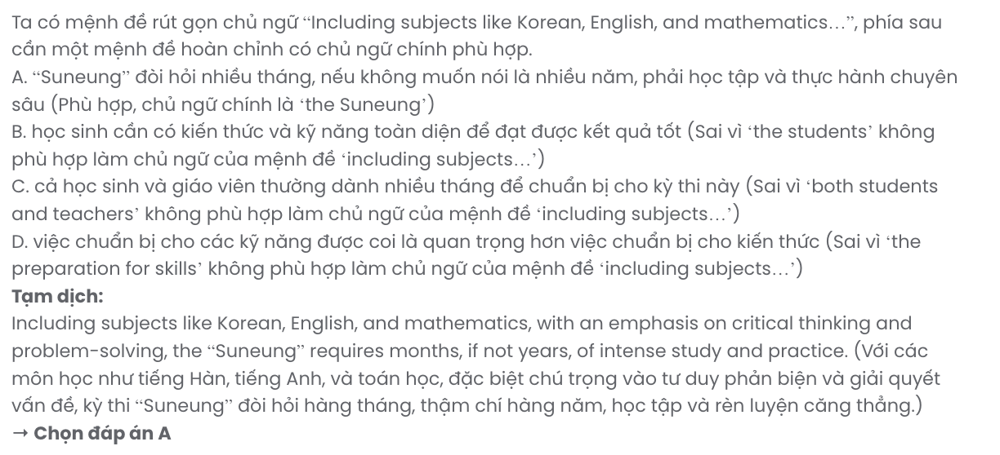 Ta có mệnh đề rút gọn chủ ngữ “Including subjects like Korean, English, and mathematics…”, phía sau
cần một mệnh đề hoàn chỉnh có chủ ngữ chính phù hợp.
A. “Suneung” đòi hỏi nhiều tháng, nếu không muốn nói là nhiều năm, phải học tập và thực hành chuyên
sâu (Phù hợp, chủ ngữ chính là ‘the Suneung’)
B. học sinh cần có kiến thức và kỹ năng toàn diện để đạt được kết quả tốt (Sai vì ‘the students’ không
phù hợp làm chủ ngữ của mệnh đề ‘including subjects…’)
C. cả học sinh và giáo viên thường dành nhiều tháng để chuẩn bị cho kỳ thi này (Sai vì ‘both students
and teachers’ không phù hợp làm chủ ngữ của mệnh đề ‘including subjects…’)
D. việc chuẩn bị cho các kỹ năng được coi là quan trọng hơn việc chuẩn bị cho kiến thức (Sai vì ‘the
preparation for skills’ không phù hợp làm chủ ngữ của mệnh đề ‘including subjects…’)
Tạm dịch:
Including subjects like Korean, English, and mathematics, with an emphasis on critical thinking and
problem-solving, the “Suneung” requires months, if not years, of intense study and practice. (Với các
môn học như tiếng Hàn, tiếng Anh, và toán học, đặc biệt chú trọng vào tư duy phản biện và giải quyết
vấn đề, kỳ thi “Suneung” đòi hỏi hàng tháng, thậm chí hàng năm, học tập và rèn luyện căng thẳng.)
→ Chọn đáp án A